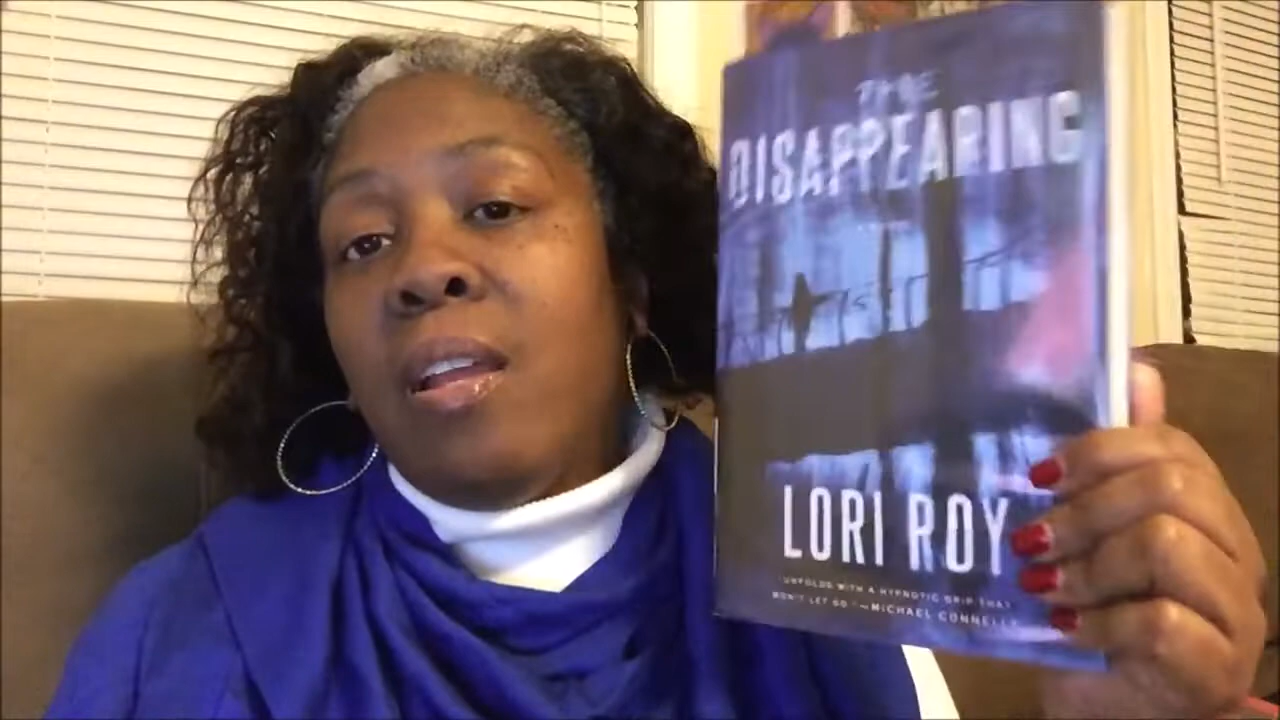 THE
DISAPPEARING
LORI ROY
"UNFOLDS WITH A HYPNOTIC GRIP THAT
WON'T LET GO."—MICHAEL CONNELLY